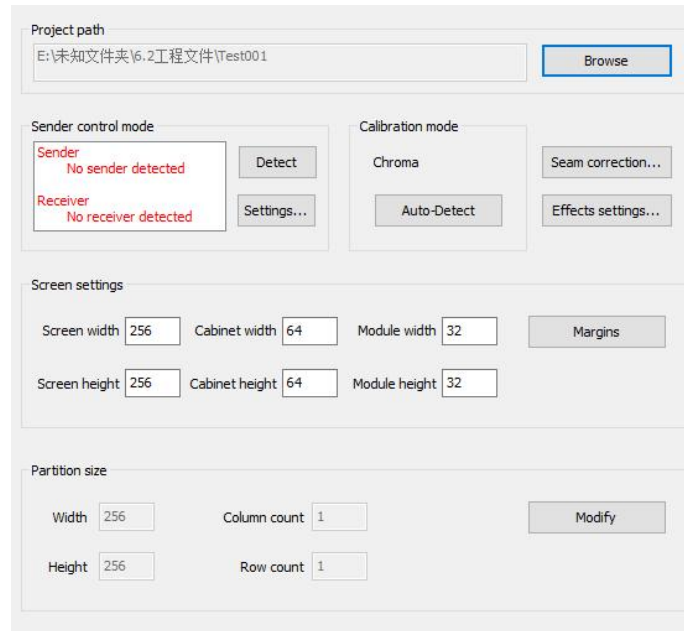 Project path
E:\未知文件夹\6.2工程文件\Test001
Browse
Sender control mode
Sender
No sender detected
Receiver
No receiver detected
Detect
Settings...
Calibration mode
Chroma
Auto-Detect
Seam correction...
Effects settings...
Screen settings
Screen width 256 Cabinet width 64 Module width 32 Margins
Screen height 256 Cabinet height 64 Module height 32
Partition size
Width 256 Column count 1 Modify
Height 256 Row count 1